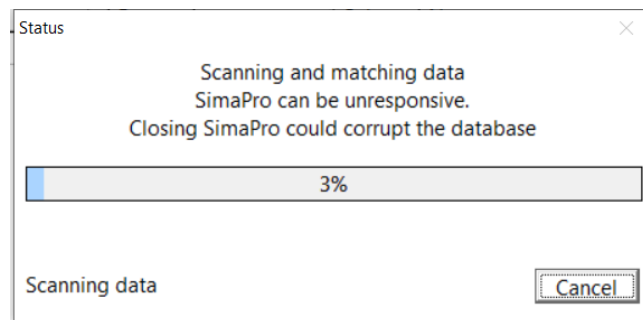 Status
Scanning and matching data
SimaPro can be unresponsive.
Closing SimaPro could corrupt the database
3%
Scanning data
Cancel